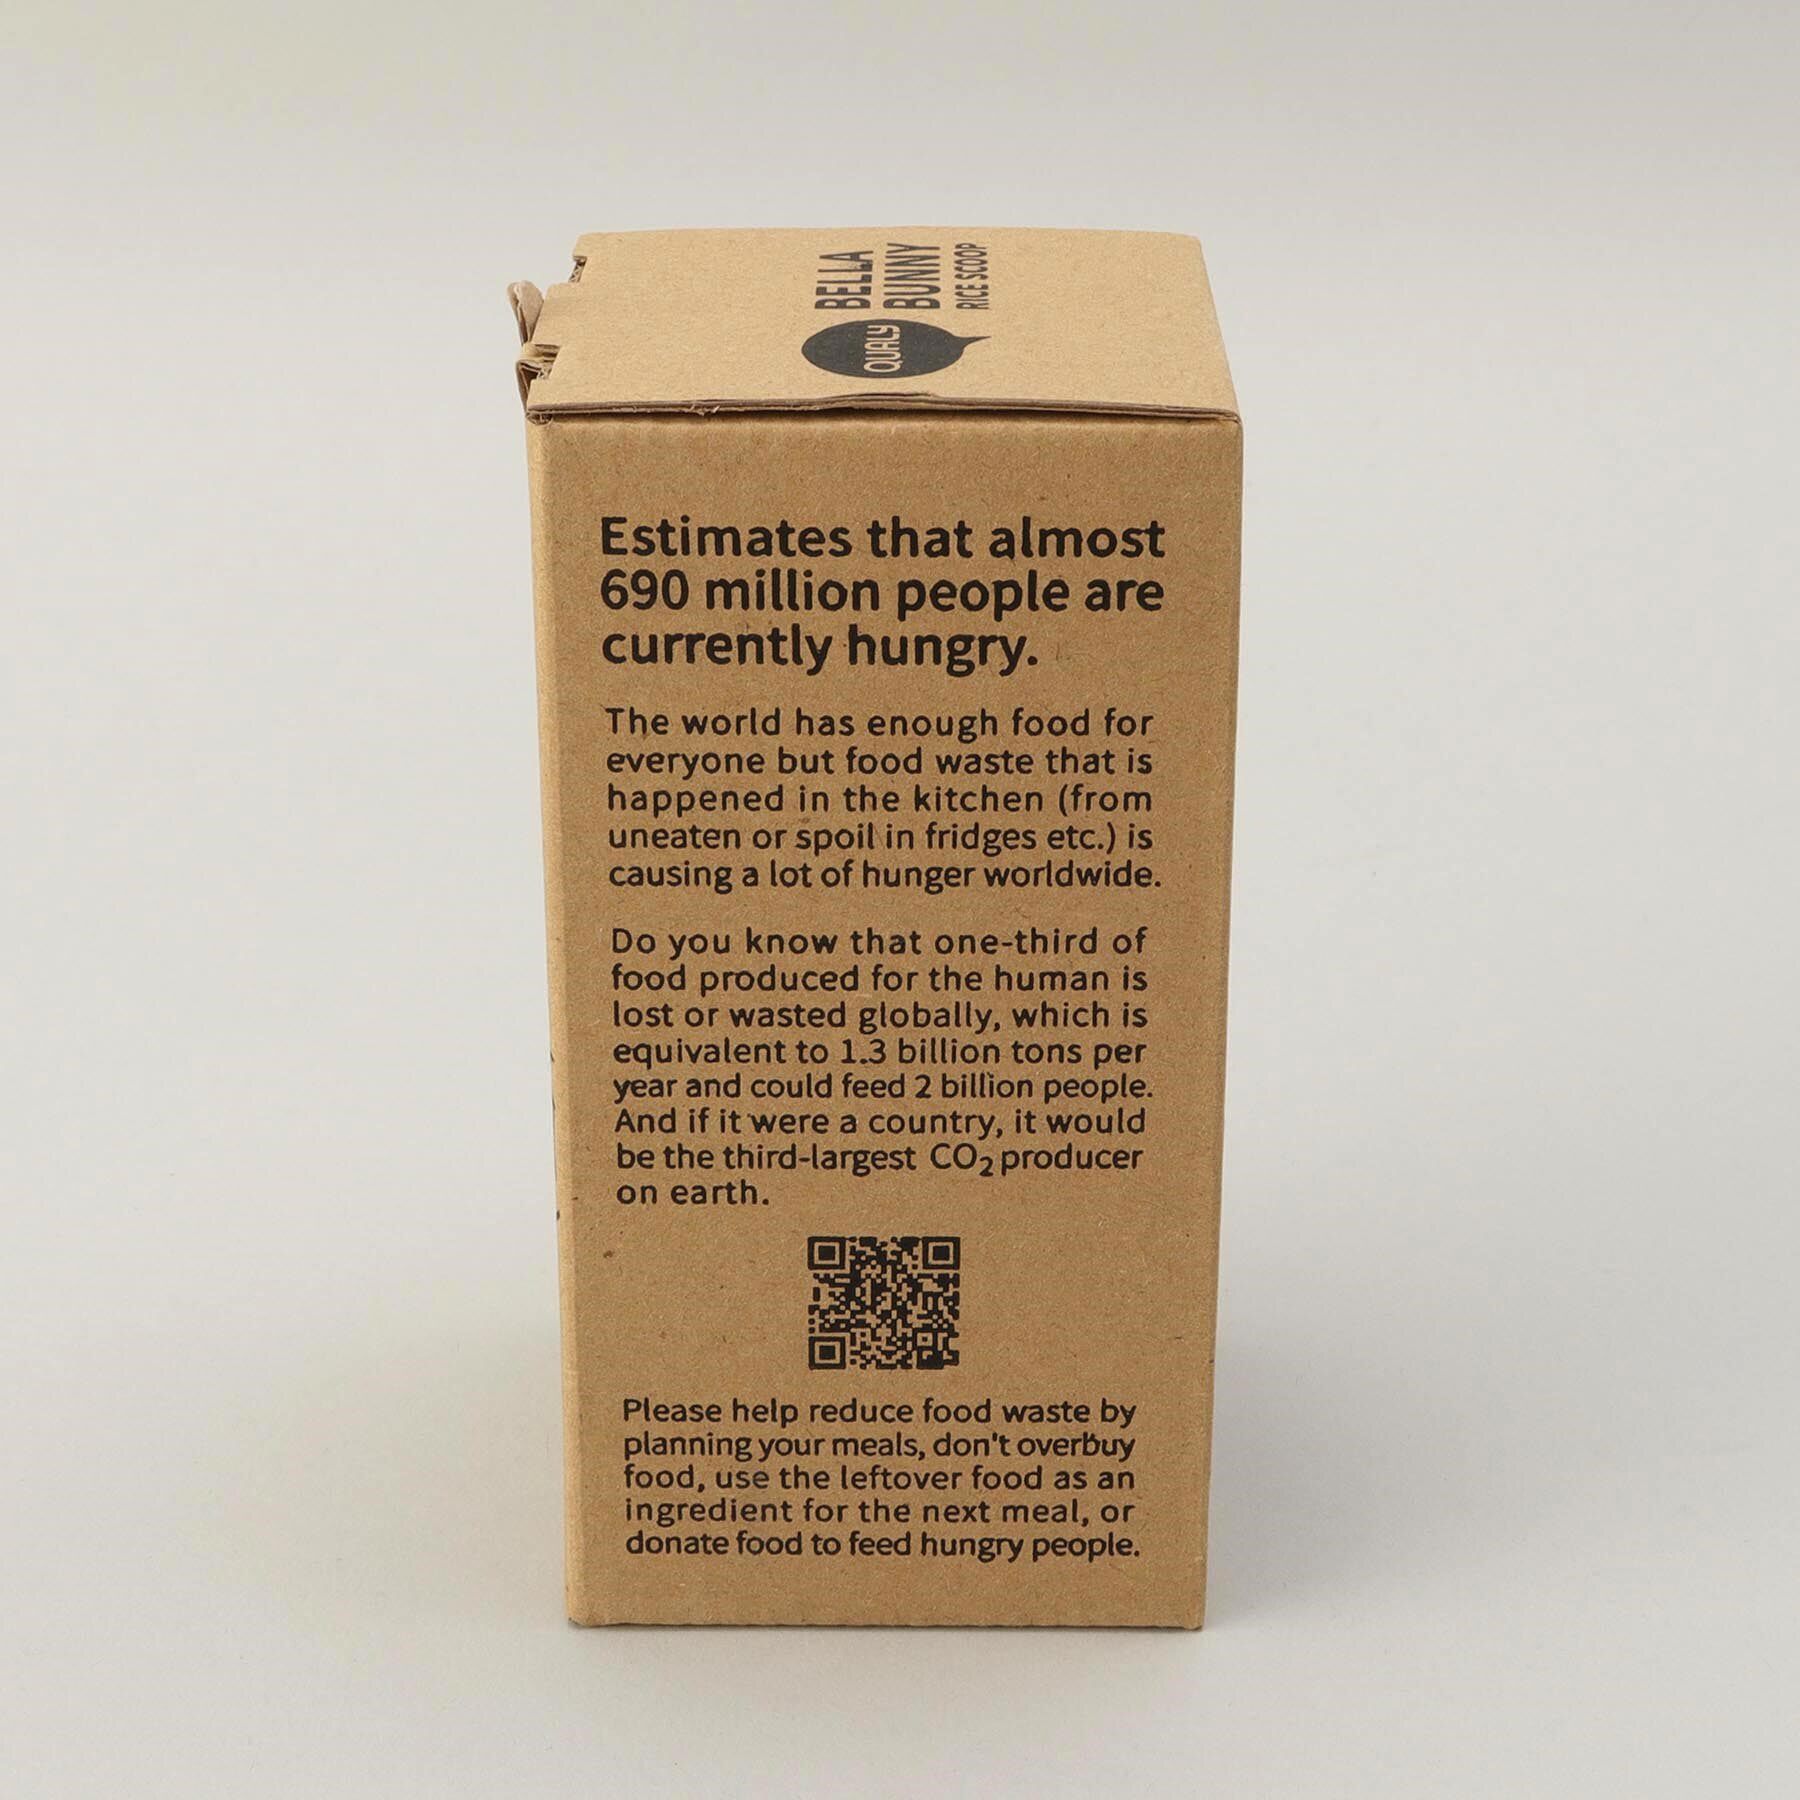 BELLA
BUNNY
RICE SCOOP
QUALY
Estimates that almost
690 million people are
currently hungry.
The world has enough food for
everyone but food waste that is
happened in the kitchen (from
uneaten or spoil in fridges etc.) is
causing a lot of hunger worldwide.
Do you know that one-third of
food produced for the human is
lost or wasted globally, which is
equivalent to 1.3 billion tons per
year and could feed 2 billion people.
And if it were a country, it would
be the third-largest CO₂ producer
on earth.
Please help reduce food waste by
planning your meals, don't overbuy
food, use the leftover food as an
ingredient for the next meal, or
donate food to feed hungry people.